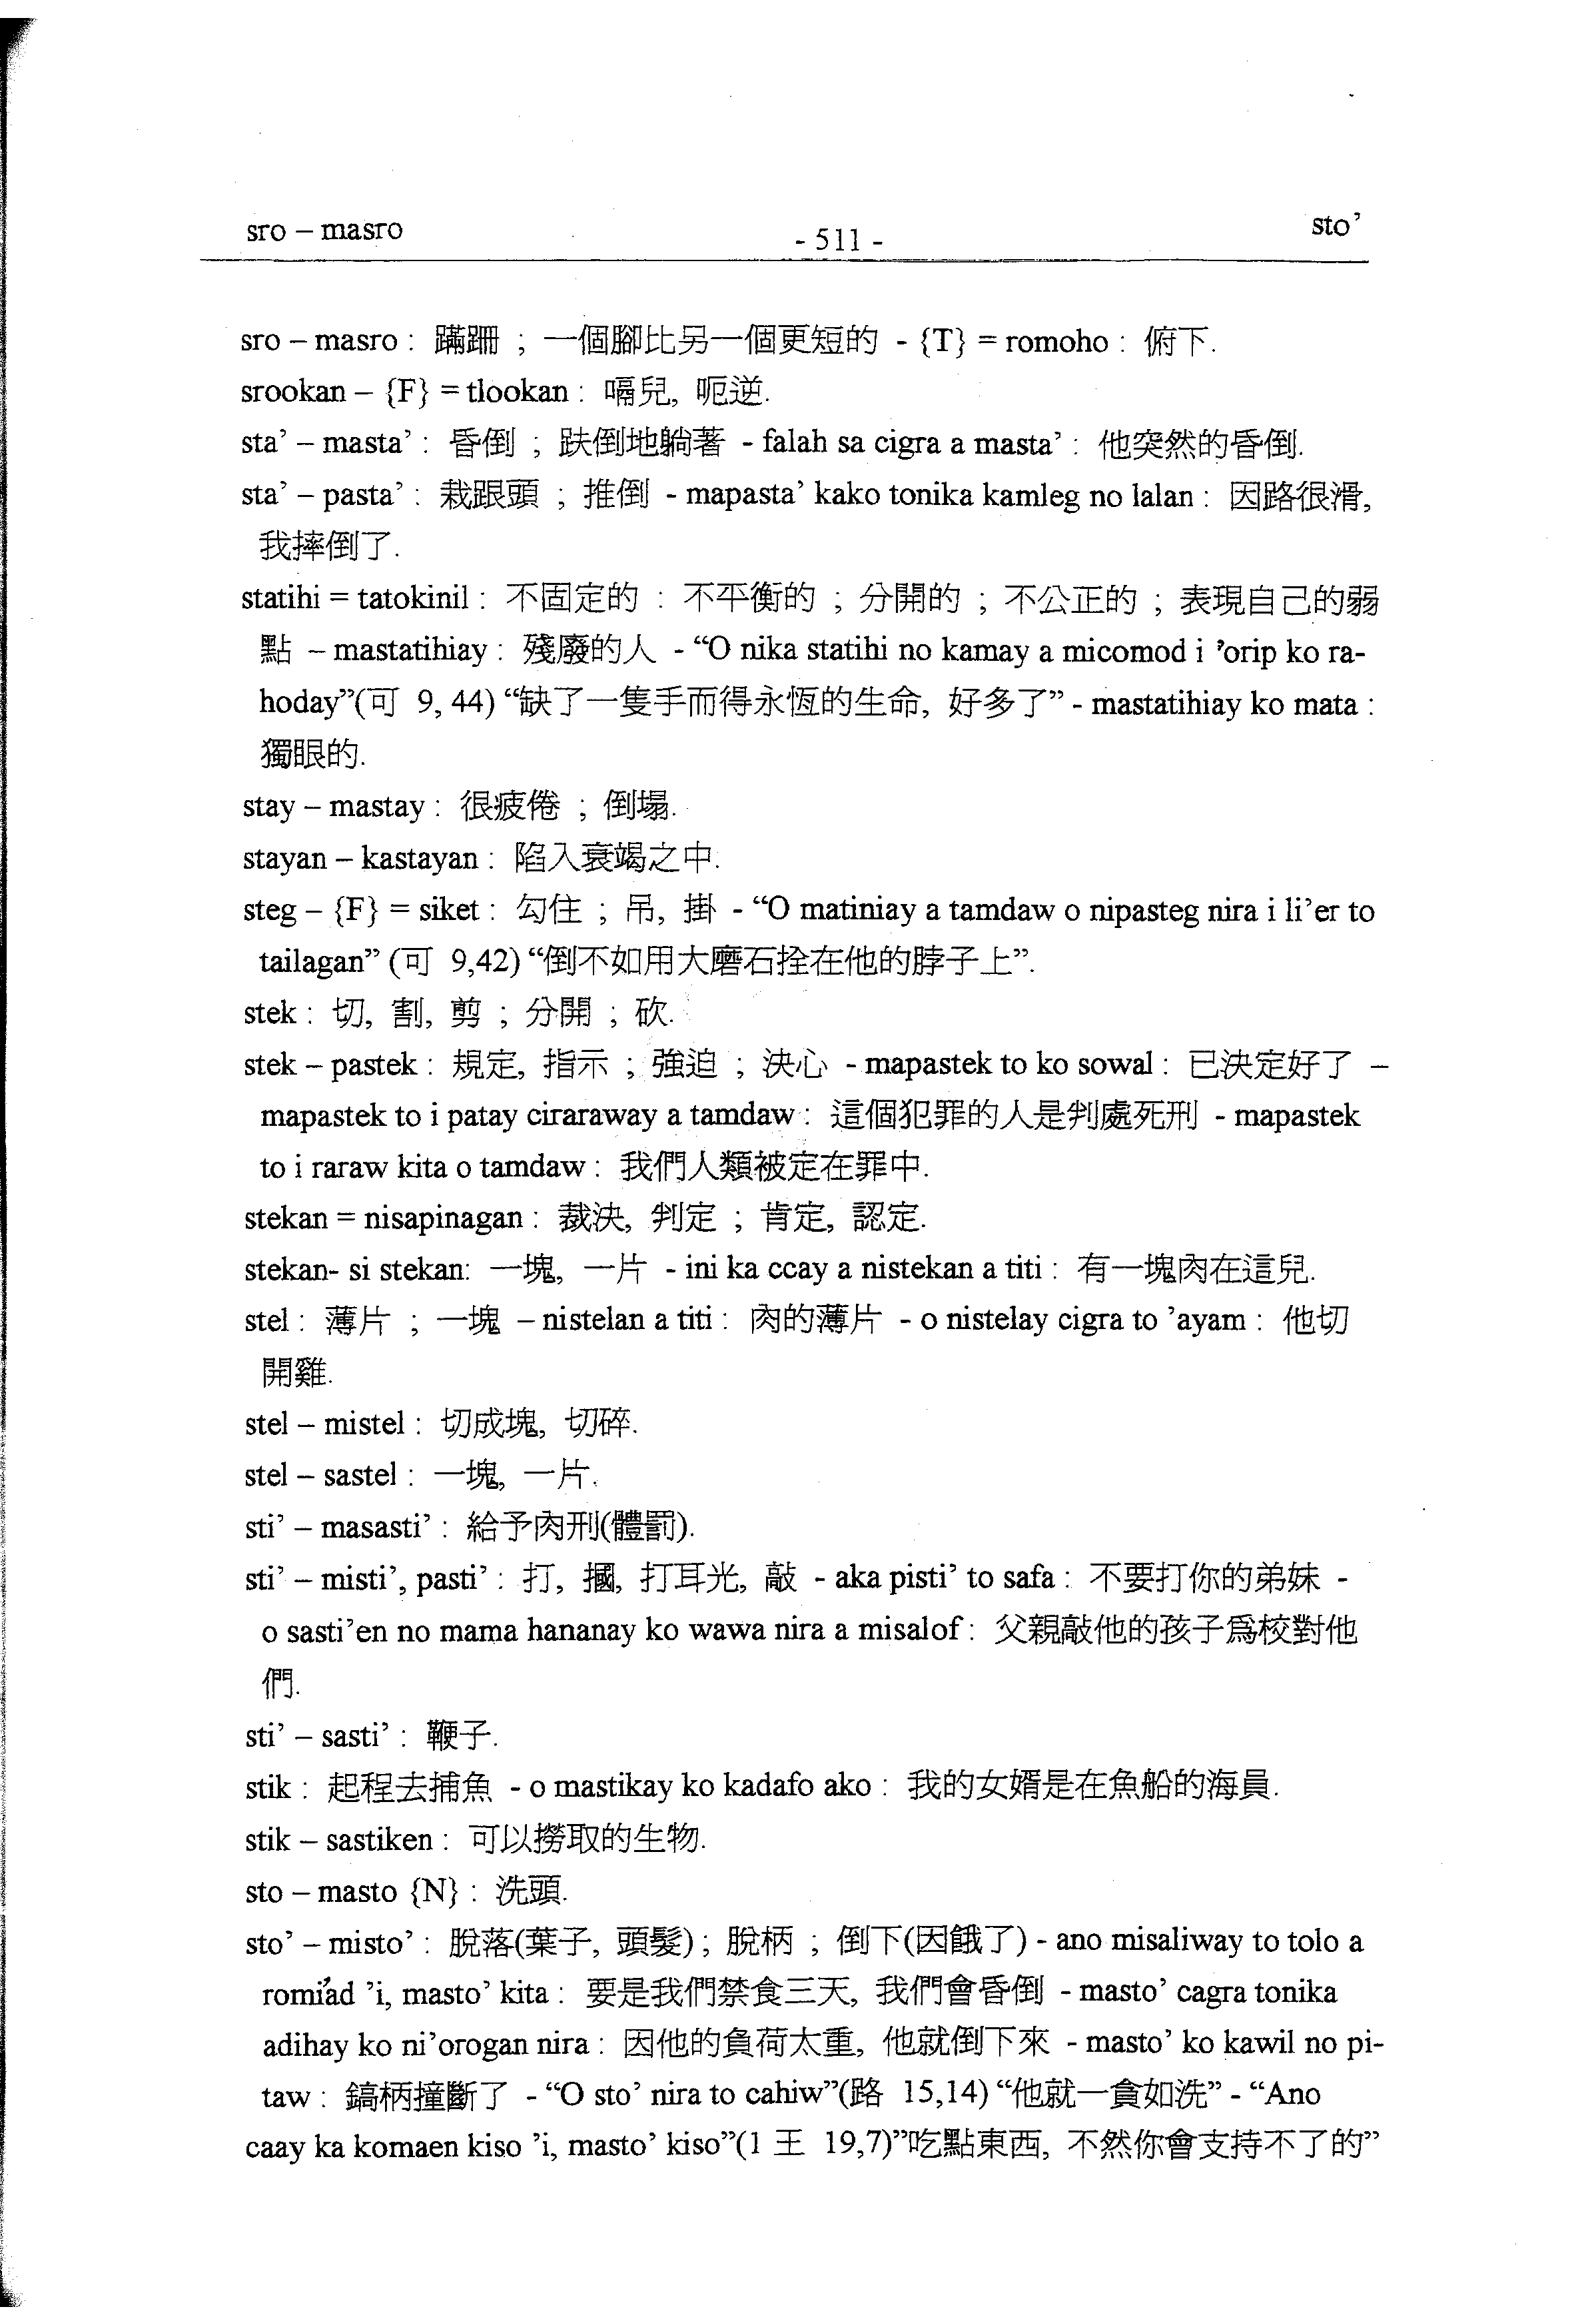 sro – masro
- 511 -
sto’
sro – masro : 蹣跚 ; 一個腳比另一個更短的 - {T} = romoho : 俯下.
srookan – {F} = tlookan : 嗝兒, 呃逆.
sta’ – masta’ : 昏倒 ; 趺倒地躺著 - falah sa cigra a masta’ : 他突然的昏倒.
sta’ – pasta’ : 栽跟頭 ; 推倒 - mapasta’ kako tonika kamleg no lalan : 因路很滑,
我摔倒了.
statihi = tatokinil : 不固定的 : 不平衡的 ; 分開的 ; 不公正的 ; 表現自己的弱
點 – mastatihiay : 殘廢的人 - “O nika statihi no kamay a micomod i ’orip ko ra-
hoday”(可 9, 44) “缺了一隻手而得永恆的生命, 好多了” - mastatihiay ko mata :
獨眼的.
stay – mastay : 很疲倦 ; 倒塌.
stayan – kastayan : 陷入衰竭之中.
steg – {F} = siket : 勾住 ; 吊, 掛 - “O matiniay a tamdaw o nipasteg nira i li’er to
tailagan” (可 9,42) “倒不如用大磨石拴在他的脖子上”.
stek : 切, 割, 剪 ; 分開 ; 砍.
stek – pastek : 規定, 指示 ; 強迫 ; 決心 - mapastek to ko sowal : 已決定好了 –
mapastek to i patay ciraraway a tamdaw : 這個犯罪的人是判處死刑 - mapastek
to i raraw kita o tamdaw : 我們人類被定在罪中.
stekan = nisapinagan : 裁決, 判定 ; 肯定, 認定.
stekan- si stekan: 一塊, 一片 - ini ka ccay a nistekan a titi : 有一塊肉在這兒.
stel : 薄片 ; 一塊 – nistelan a titi : 肉的薄片 - o nistelay cigra to ’ayam : 他切
開雞.
stel – mistel : 切成塊, 切碎.
stel – sastel : 一塊, 一片.
sti’ – masasti’ : 給予肉刑(體罰).
sti’ – misti’, pasti’ : 打, 摑, 打耳光, 敲 - aka pisti’ to safa : 不要打你的弟妹 -
o sasti’en no mama hananay ko wawa nira a misalof : 父親敲他的孩子爲校對他
們.
sti’ – sasti’ : 鞭子.
stik : 起程去捕魚 - o mastikay ko kadafo ako : 我的女婿是在魚船的海員.
stik – sastiken : 可以撈取的生物.
sto – masto {N} : 洗頭.
sto’ – misto’ : 脫落(葉子, 頭髮) ; 脫柄 ; 倒下(因餓了) - ano misaliway to tolo a
romi’ad ’i, masto’ kita : 要是我們禁食三天, 我們會昏倒 - masto’ cagra tonika
adihay ko ni’orogan nira : 因他的負荷太重, 他就倒下來 - masto’ ko kawil no pi-
taw : 鎬柄撞斷了 - “O sto’ nira to cahiw”(路 15,14) “他就一貪如洗” - “Ano
caay ka komaen kiso ’i, masto’ kiso”(1 王 19,7)”吃點東西, 不然你會支持不了的”